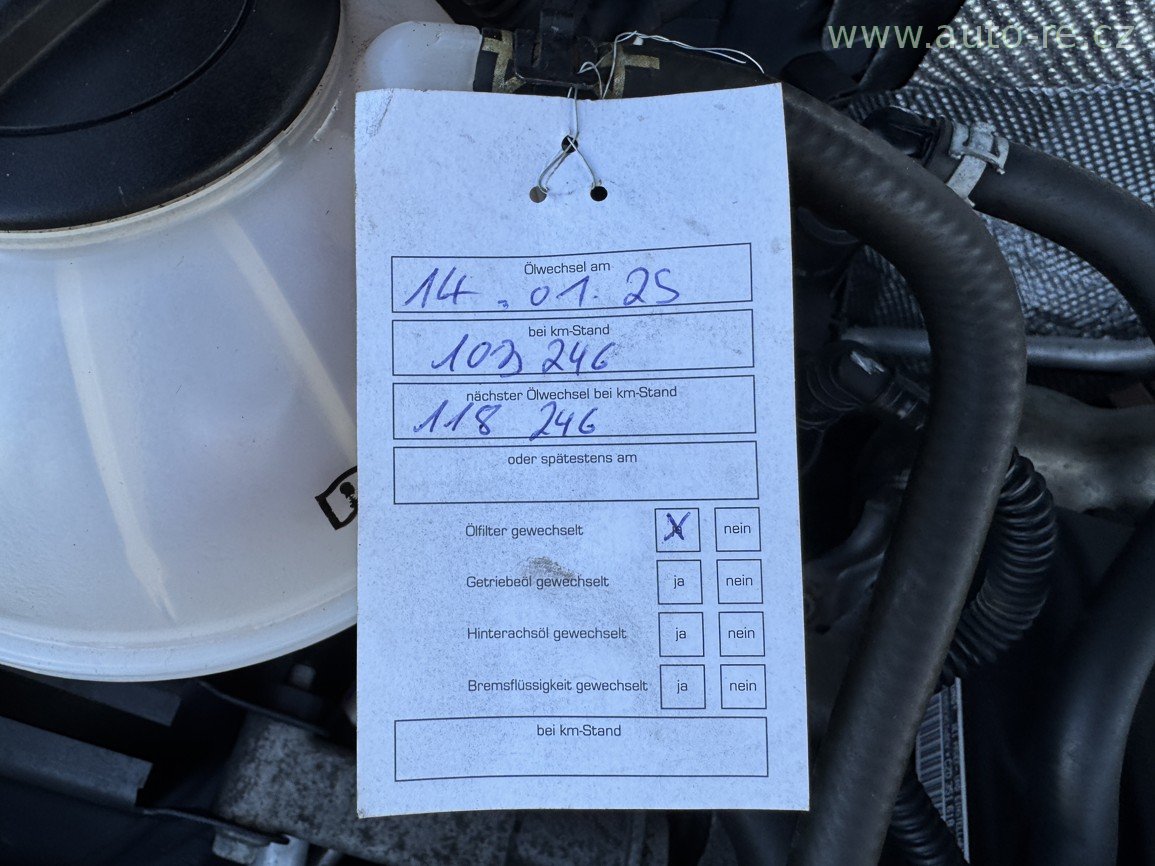 www.auto-re.cz
Ölwechsel am
14.01.25
bei km-Stand
103 246
nächster Ölwechsel bei km-Stand
118 246
oder spätestens am
Ölfilter gewechselt X nein
Getriebeöl gewechselt ja nein
Hinterachsöl gewechselt ja nein
Bremsflüssigkeit gewechselt ja nein
bei km-Stand